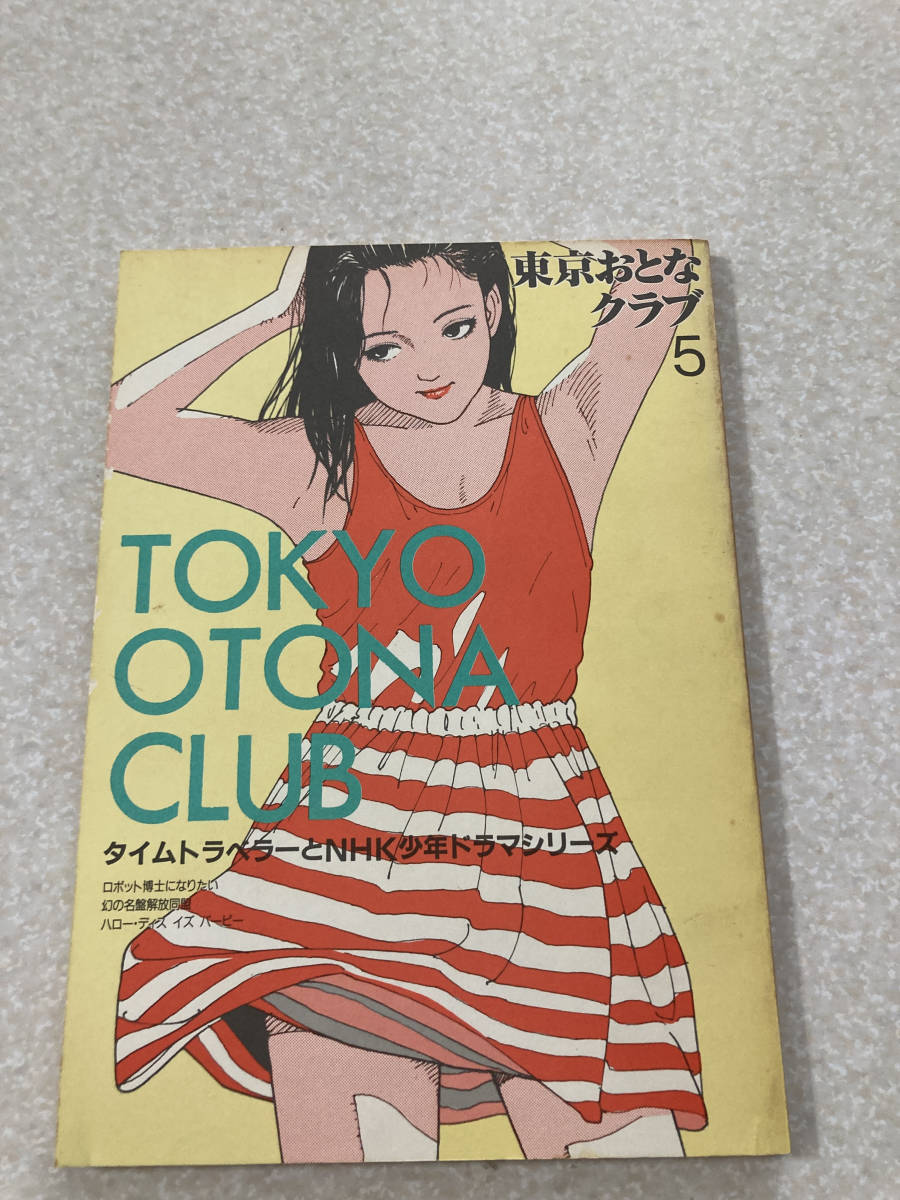 東京おとな
クラブ
5
TOKYO
OTONA
CLUB
タイムトラベラーとNHK少年ドラマシリーズ
ロボット博士になりたい
幻の名盤解放同盟
ハロー・ディス イズ バービー